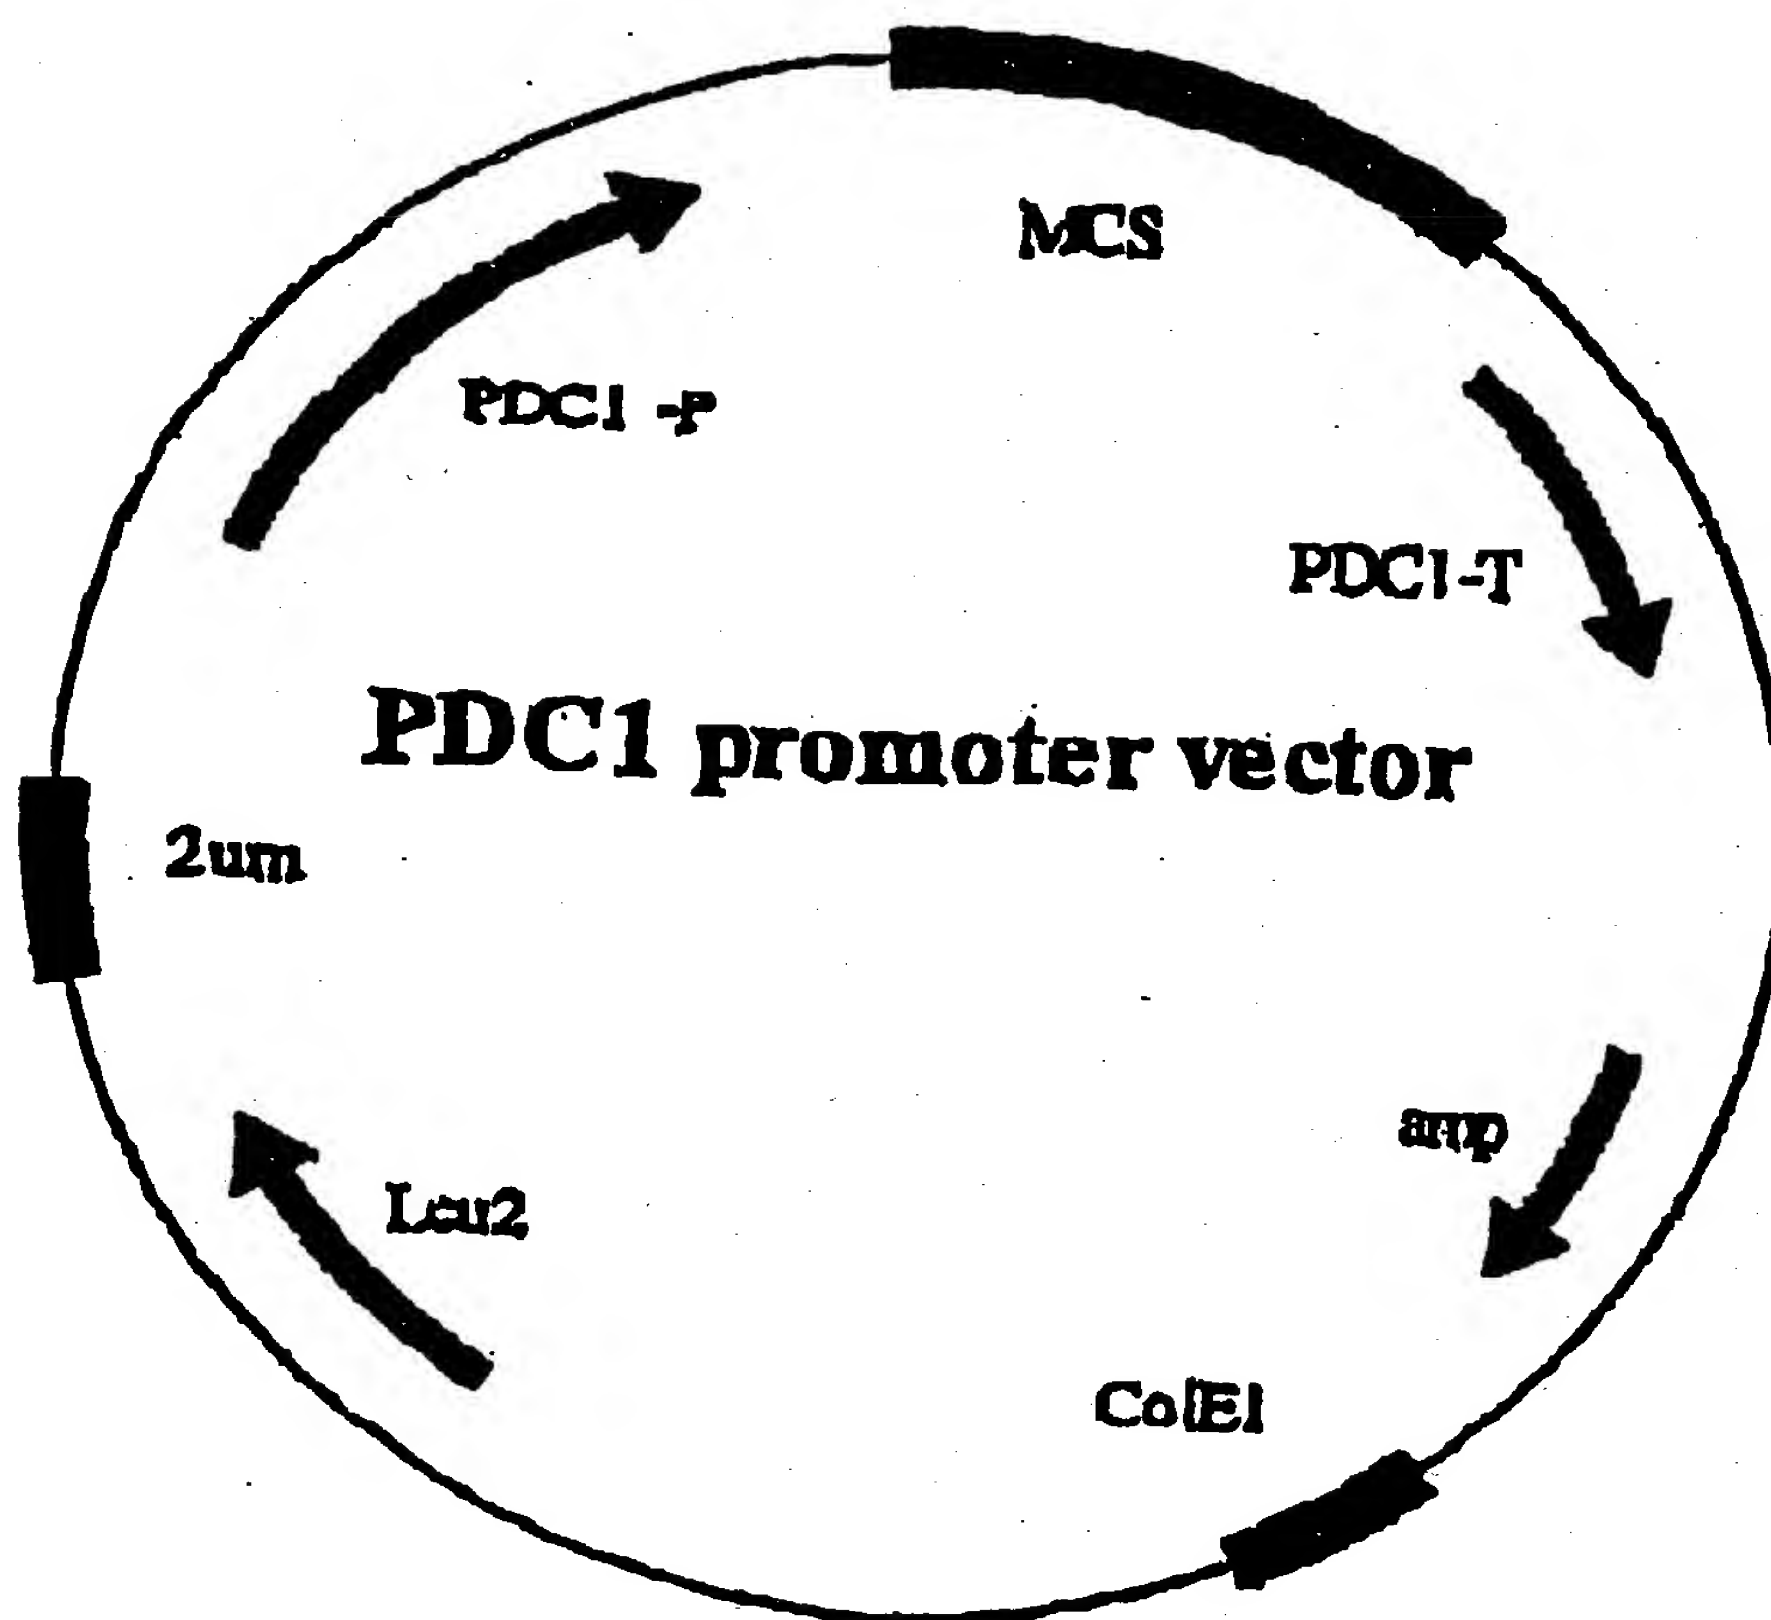 MCS
PDC1 -P
PDC1-T
PDC1 promoter vector
2um
amp
Leu2
ColE1